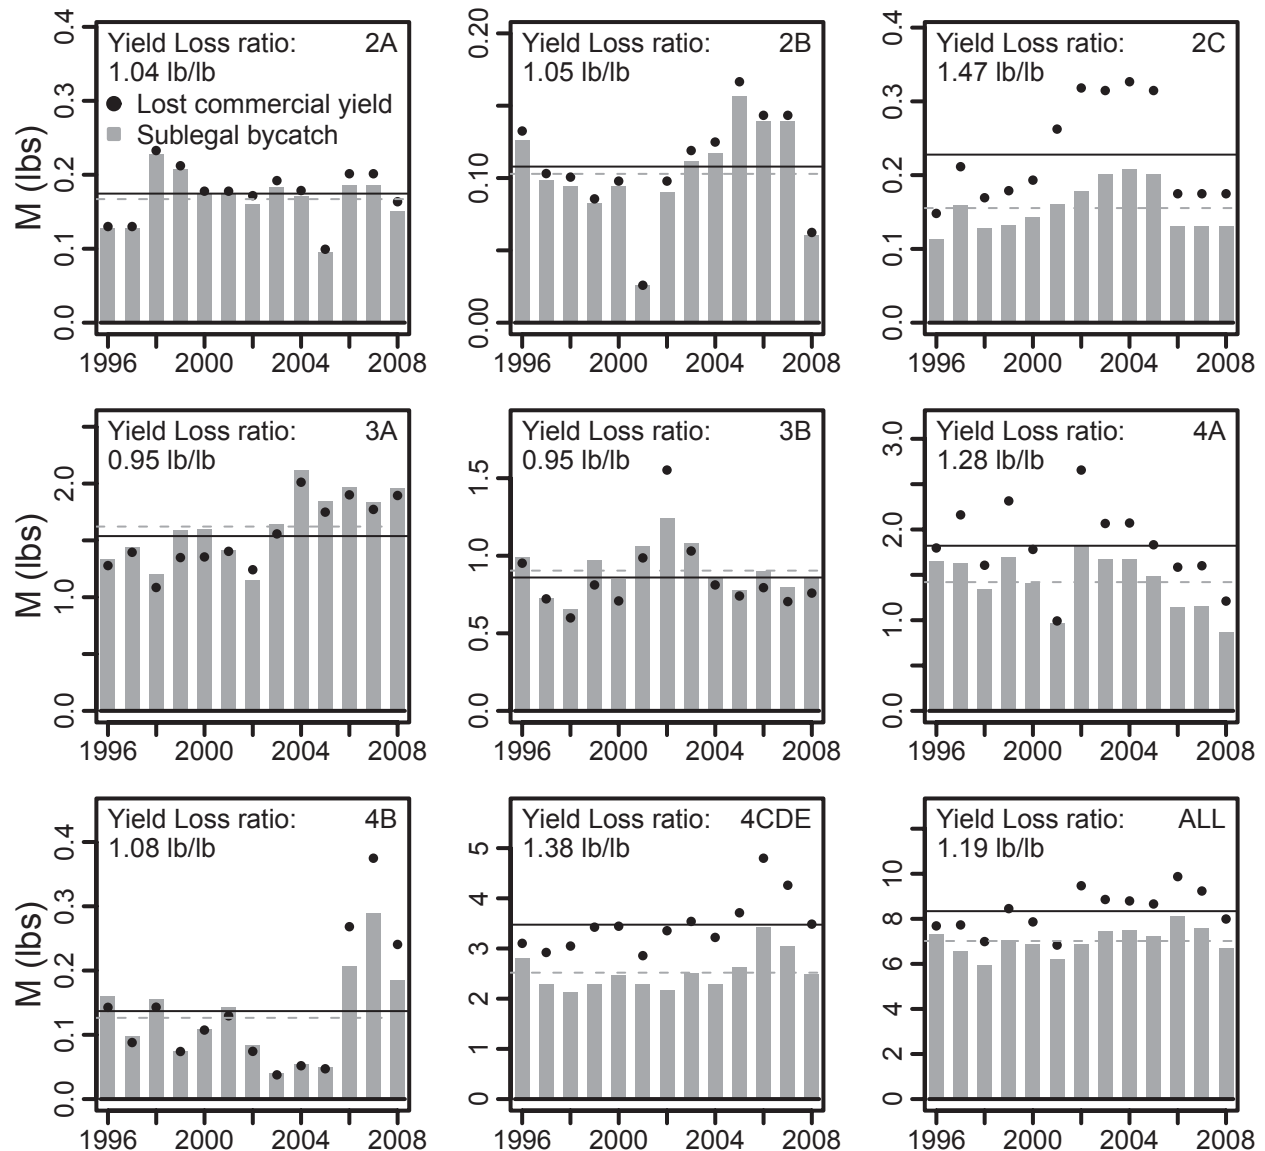 Yield Loss ratio: 2A
1.04 lb/lb
Lost commercial yield
Sublegal bycatch
M (lbs)
0.4
0.3
0.2
0.1
0.0
1996 2000 2004 2008
Yield Loss ratio: 2B
1.05 lb/lb
0.20
0.10
0.00
1996 2000 2004 2008
Yield Loss ratio: 2C
1.47 lb/lb
0.4
0.3
0.2
0.1
0.0
1996 2000 2004 2008
Yield Loss ratio: 3A
0.95 lb/lb
M (lbs)
2.0
1.0
0.0
1996 2000 2004 2008
Yield Loss ratio: 3B
0.95 lb/lb
1.5
1.0
0.5
0.0
1996 2000 2004 2008
Yield Loss ratio: 4A
1.28 lb/lb
3.0
2.0
1.0
0.0
1996 2000 2004 2008
Yield Loss ratio: 4B
1.08 lb/lb
M (lbs)
0.4
0.3
0.2
0.1
0.0
1996 2000 2004 2008
Yield Loss ratio: 4CDE
1.38 lb/lb
5
4
3
2
1
0
1996 2000 2004 2008
Yield Loss ratio: ALL
1.19 lb/lb
10
8
6
4
2
0
1996 2000 2004 2008